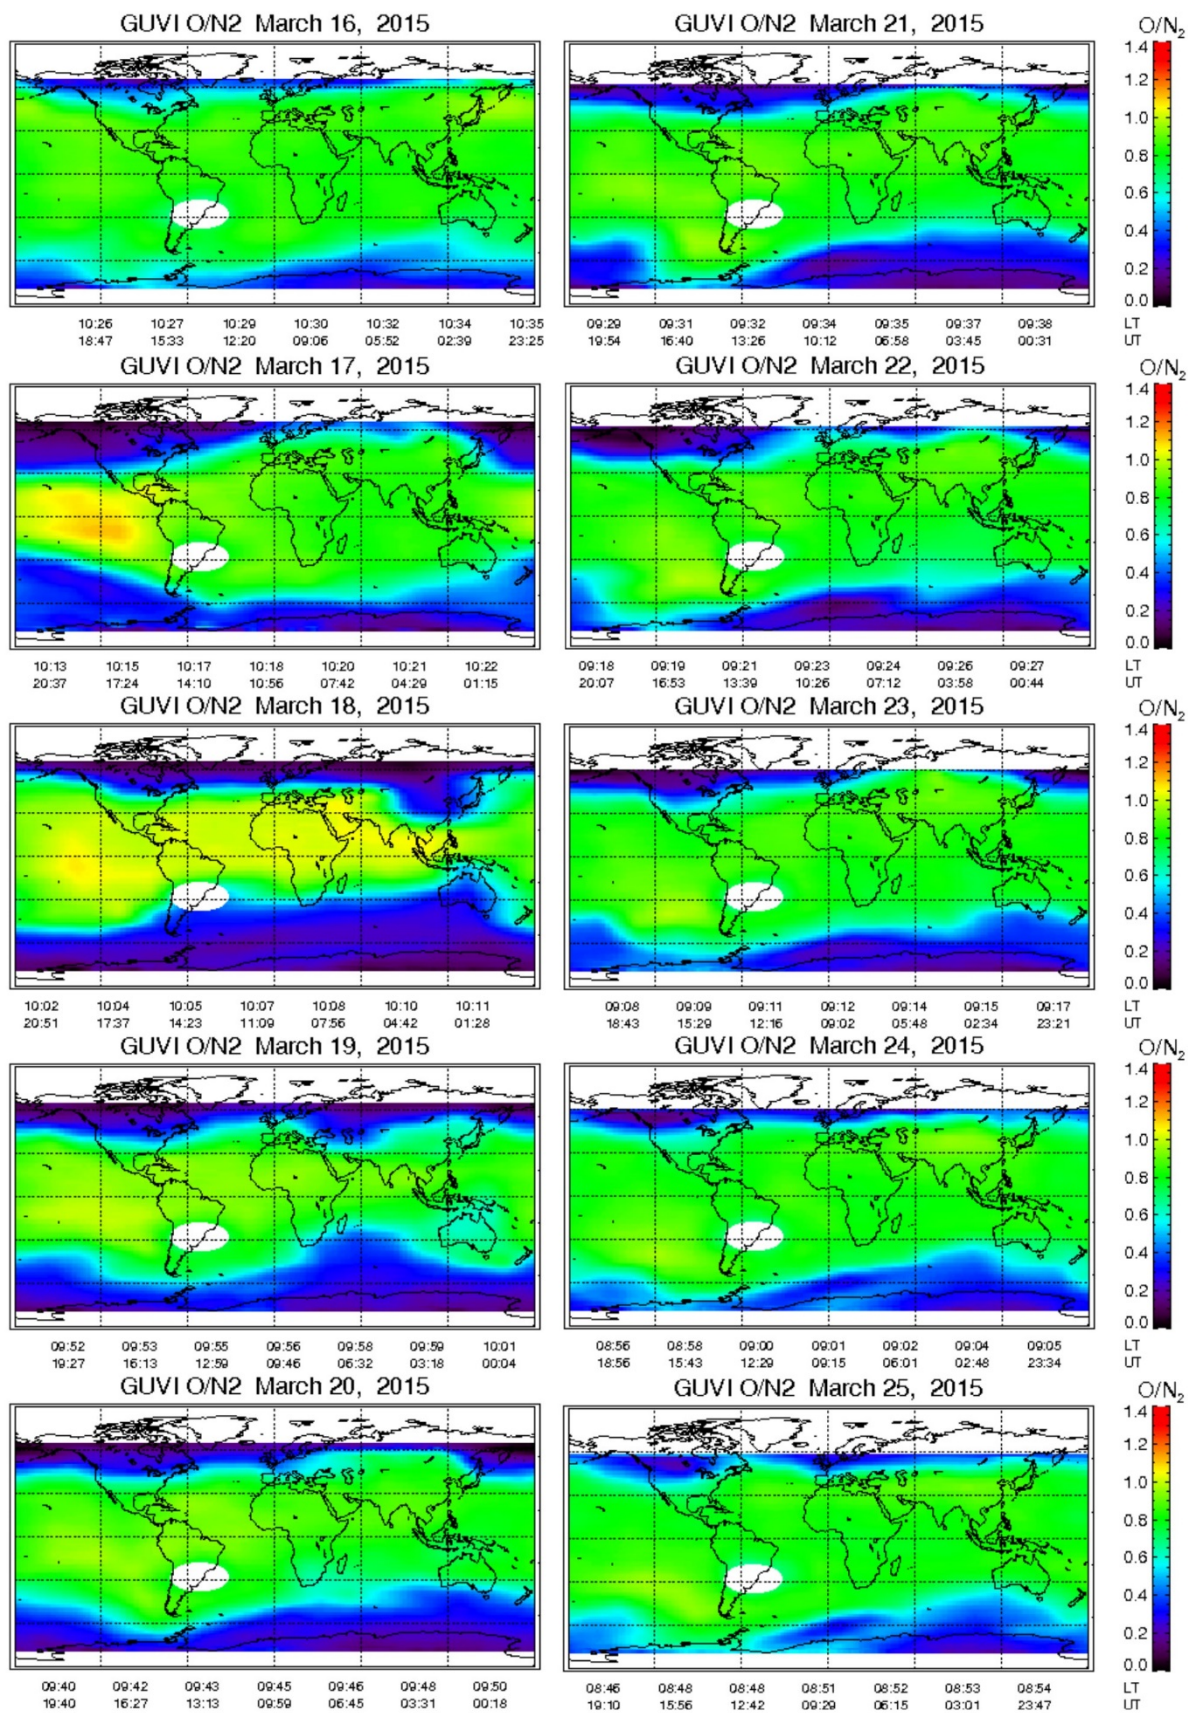 GUVI O/N2 March 16, 2015
GUVI O/N2 March 21, 2015
O/N2
1.4
1.2
1.0
0.8
0.6
0.4
0.2
0.0
10:26 10:27 10:29 10:30 10:32 10:34 10:35
18:47 15:33 12:20 09:06 05:52 02:39 23:25
09:29 09:31 09:32 09:34 09:35 09:37 09:38 LT
19:54 16:40 13:26 10:12 06:58 03:45 00:31 UT
GUVI O/N2 March 17, 2015
GUVI O/N2 March 22, 2015
O/N2
1.4
1.2
1.0
0.8
0.6
0.4
0.2
0.0
10:13 10:15 10:17 10:18 10:20 10:21 10:22
20:37 17:24 14:10 10:56 07:42 04:29 01:15
09:18 09:19 09:21 09:23 09:24 09:26 09:27 LT
20:07 16:53 13:39 10:26 07:12 03:58 00:44 UT
GUVI O/N2 March 18, 2015
GUVI O/N2 March 23, 2015
O/N2
1.4
1.2
1.0
0.8
0.6
0.4
0.2
0.0
10:02 10:04 10:05 10:07 10:08 10:10 10:11
20:51 17:37 14:23 11:09 07:56 04:42 01:28
09:08 09:09 09:11 09:12 09:14 09:15 09:17 LT
18:43 15:29 12:16 09:02 05:48 02:34 23:21 UT
GUVI O/N2 March 19, 2015
GUVI O/N2 March 24, 2015
O/N2
1.4
1.2
1.0
0.8
0.6
0.4
0.2
0.0
09:52 09:53 09:55 09:56 09:58 09:59 10:01
19:27 16:13 12:59 09:46 06:32 03:18 00:04
08:56 08:58 09:00 09:01 09:02 09:04 09:05 LT
18:56 15:43 12:29 09:15 06:01 02:48 23:34 UT
GUVI O/N2 March 20, 2015
GUVI O/N2 March 25, 2015
O/N2
1.4
1.2
1.0
0.8
0.6
0.4
0.2
0.0
09:40 09:42 09:43 09:45 09:46 09:48 09:50
19:40 16:27 13:13 09:59 06:45 03:31 00:18
08:46 08:48 08:48 08:51 08:52 08:53 08:54 LT
19:10 15:56 12:42 09:29 06:15 03:01 23:47 UT